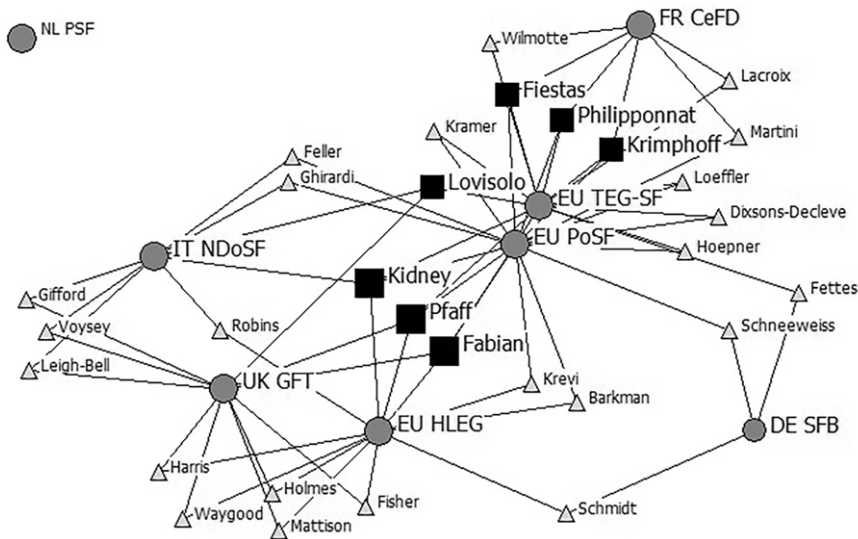 NL PSF
FR CeFD
Wilmotte
Lacroix
Fiestas
Philipponnat
Kramer
Martini
Krimphoff
Feller
Ghirardi
Lovisolo
Loeffler
EU TEG-SF
Dixsons-Decleve
EU PoSF
IT NDoSF
Hoepner
Kidney
Fettes
Gifford
Pfaff
Voysey
Robins
Schneeweiss
Fabian
Leigh-Bell
UK GFT
Krevi
Barkman
EU HLEG
DE SFB
Harris
Holmes
Fisher
Waygood
Schmidt
Mattison